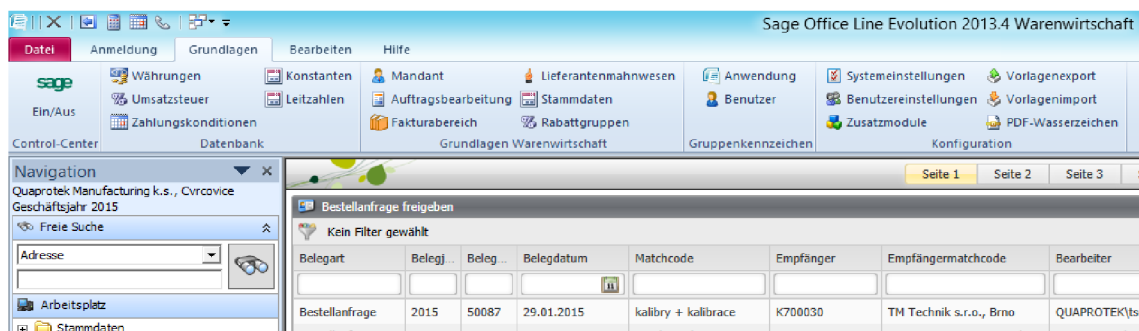 Sage Office Line Evolution 2013.4 Warenwirtschaft
Datei Anmeldung Grundlagen Bearbeiten Hilfe
sage Währungen Konstanten Mandant Lieferantenmahnwesen Anwendung Systemeinstellungen Vorlagenexport
Ein/Aus Umsatzsteuer Leitzahlen Auftragsbearbeitung Stammdaten Benutzer Benutzereinstellungen Vorlagenimport
Zahlungskonditionen Fakturabereich Rabattgruppen Zusatzmodule PDF-Wasserzeichen
Control-Center Datenbank Grundlagen Warenwirtschaft Gruppenkennzeichen Konfiguration
Navigation Seite 1 Seite 2 Seite 3
Quaprotek Manufacturing k.s., Cvrcovice
Geschäftsjahr 2015
Bestellanfrage freigeben
Freie Suche Kein Filter gewählt
Adresse Belegart Belegj... Beleg... Belegdatum Matchcode Empfänger Empfängermatchcode Bearbeiter
Arbeitsplatz Bestellanfrage 2015 50087 29.01.2015 kalibry + kalibrace K700030 TM Technik s.r.o., Brno QUAPROTEK\ts
Stammdaten